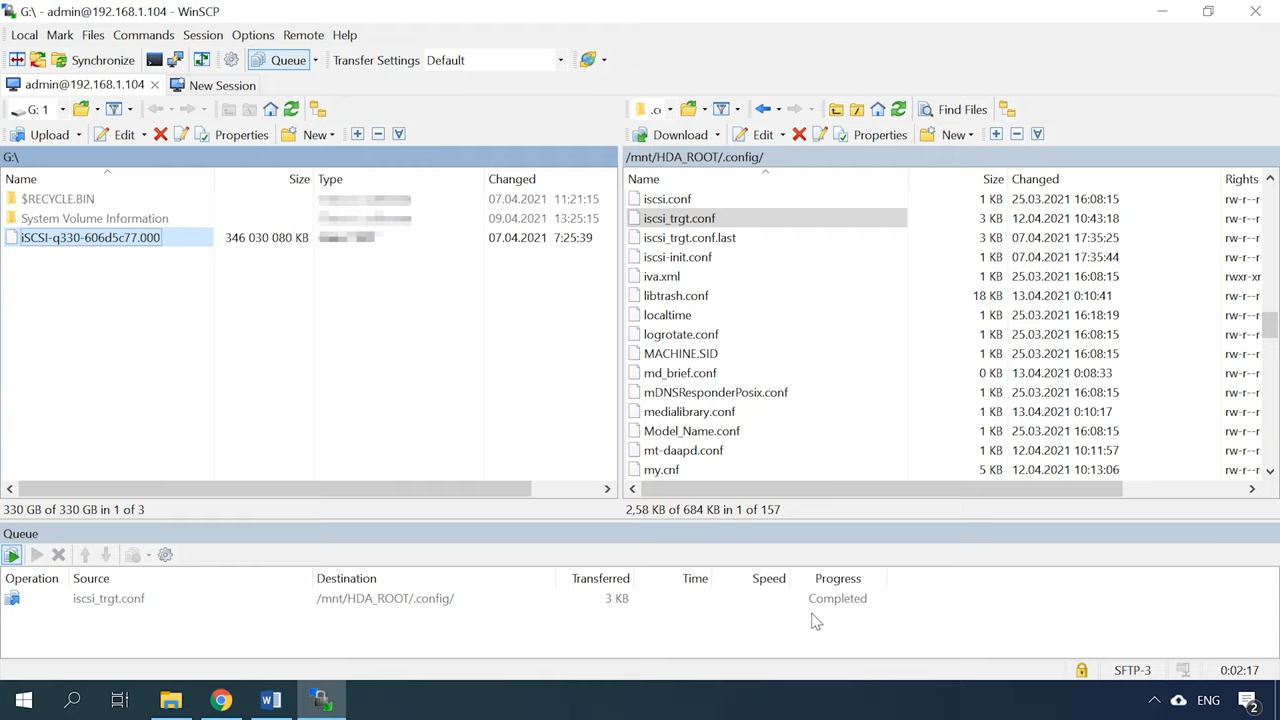 G:\ - admin@192.168.1.104 - WinSCP
Local Mark Files Commands Session Options Remote Help
Synchronize Queue Transfer Settings Default
admin@192.168.1.104 New Session
G: 1 .c Find Files
Upload Edit Properties New Download Edit Properties New
G:\ /mnt/HDA_ROOT/.config/
Name Size Type Changed Name Size Changed Rights
$RECYCLE.BIN 07.04.2021 11:21:15 iscsi.conf 1 KB 25.03.2021 16:08:15 rw-r--r
System Volume Information 09.04.2021 13:25:15 iscsi_trgt.conf 3 KB 12.04.2021 10:43:18 rw-r--r
iSCSI-q330-606d5c77.000 346 030 080 KB 07.04.2021 7:25:39 iscsi_trgt.conf.last 3 KB 07.04.2021 17:35:25 rw-r--r
iscsi-init.conf 1 KB 07.04.2021 17:35:44 rw-r--r
iva.xml 1 KB 25.03.2021 16:08:15 rwxr-xr
libtrash.conf 18 KB 13.04.2021 0:10:41 rw-r--r
localtime 1 KB 25.03.2021 16:18:19 rw-r--r
logrotate.conf 1 KB 25.03.2021 16:08:15 rw-r--r
MACHINE.SID 1 KB 25.03.2021 16:08:15 rw-r--r
md_brief.conf 0 KB 13.04.2021 0:08:33 rw-r--r
mDNSResponderPosix.conf 1 KB 25.03.2021 16:08:15 rw-r--r
medialibrary.conf 1 KB 13.04.2021 0:10:17 rw-r--r
Model_Name.conf 1 KB 25.03.2021 16:08:15 rw-r--r
mt-daapd.conf 1 KB 12.04.2021 10:11:57 rw-r--r
my.cnf 5 KB 12.04.2021 10:13:06 rw-r--r
330 GB of 330 GB in 1 of 3 2,58 KB of 684 KB in 1 of 157
Queue
Operation Source Destination Transferred Time Speed Progress
iscsi_trgt.conf /mnt/HDA_ROOT/.config/ 3 KB Completed
SFTP-3 0:02:17
ENG 2